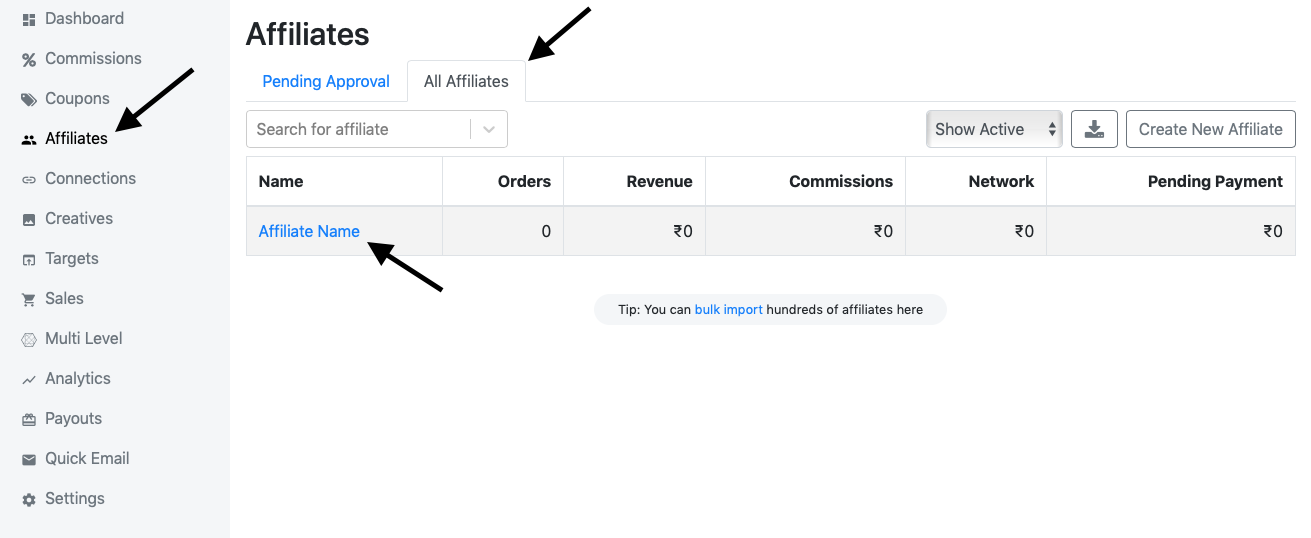 Dashboard
Commissions
Coupons
Affiliates
Connections
Creatives
Targets
Sales
Multi Level
Analytics
Payouts
Quick Email
Settings
Affiliates
Pending Approval All Affiliates
Search for affiliate Show Active Create New Affiliate
Name Orders Revenue Commissions Network Pending Payment
Affiliate Name 0 ₹0 ₹0 ₹0 ₹0
Tip: You can bulk import hundreds of affiliates here